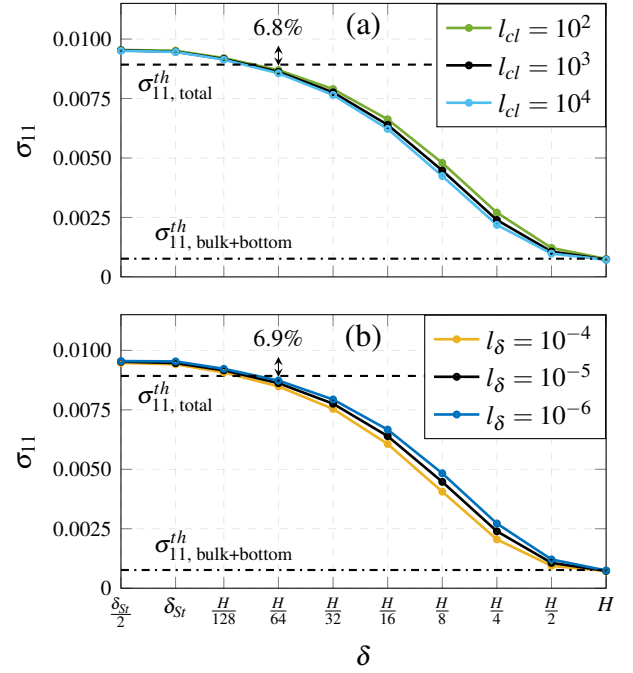 (a)
6.8%
l_cl = 10^2
l_cl = 10^3
l_cl = 10^4
0.0100
0.0075
0.0050
0.0025
0
σ_11
σ^th_11, total
σ^th_11, bulk+bottom
(b)
6.9%
l_δ = 10^−4
l_δ = 10^−5
l_δ = 10^−6
0.0100
0.0075
0.0050
0.0025
0
σ_11
σ^th_11, total
σ^th_11, bulk+bottom
δ_St/2 δ_St H/128 H/64 H/32 H/16 H/8 H/4 H/2 H
δ